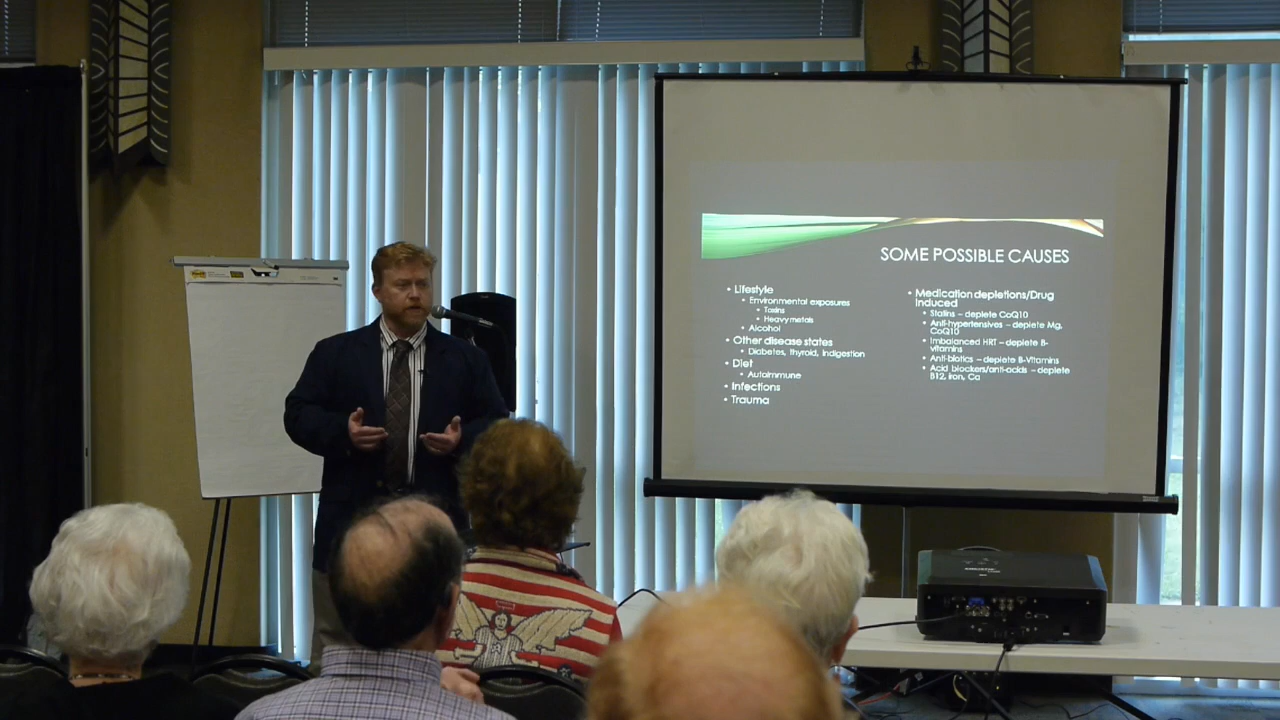 SOME POSSIBLE CAUSES
• Lifestyle
• Environmental exposures
• Toxins
• Heavy metals
• Alcohol
• Other disease states
• Diabetes, thyroid, indigestion
• Diet
• Autoimmune
• Infections
• Trauma
• Medication depletions/Drug
Induced
• Statins – deplete CoQ10
• Anti-hypertensives – deplete Mg,
CoQ10
• Imbalanced HRT – deplete B-
vitamins
• Anti-biotics – deplete B-Vitamins
• Acid blockers/anti-acids – deplete
B12, Iron, Ca